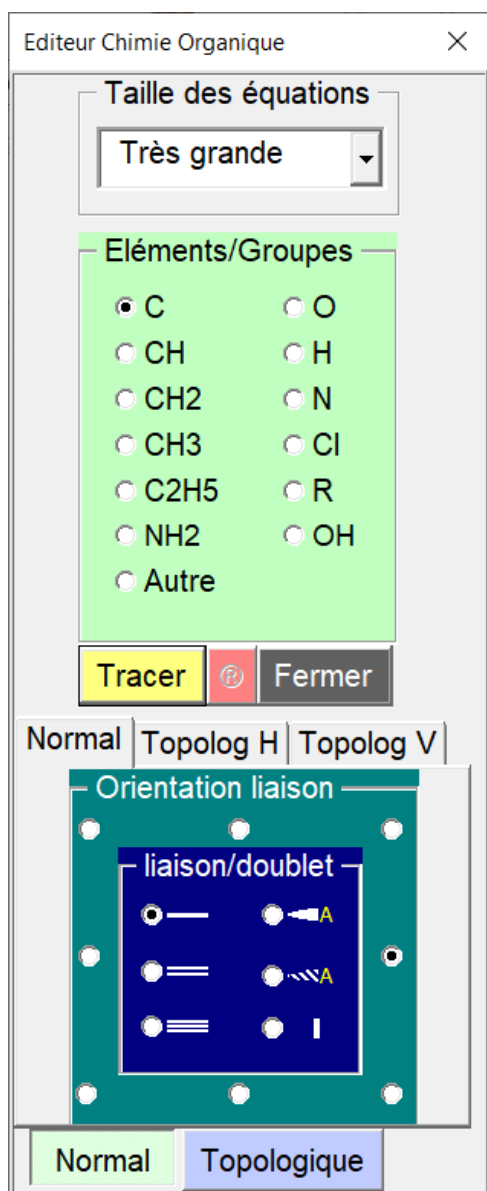 Editeur Chimie Organique
Taille des équations
Très grande
Eléments/Groupes
C O
CH H
CH2 N
CH3 Cl
C2H5 R
NH2 OH
Autre
Tracer ® Fermer
Normal Topolog H Topolog V
Orientation liaison
liaison/doublet
A
A
Normal Topologique